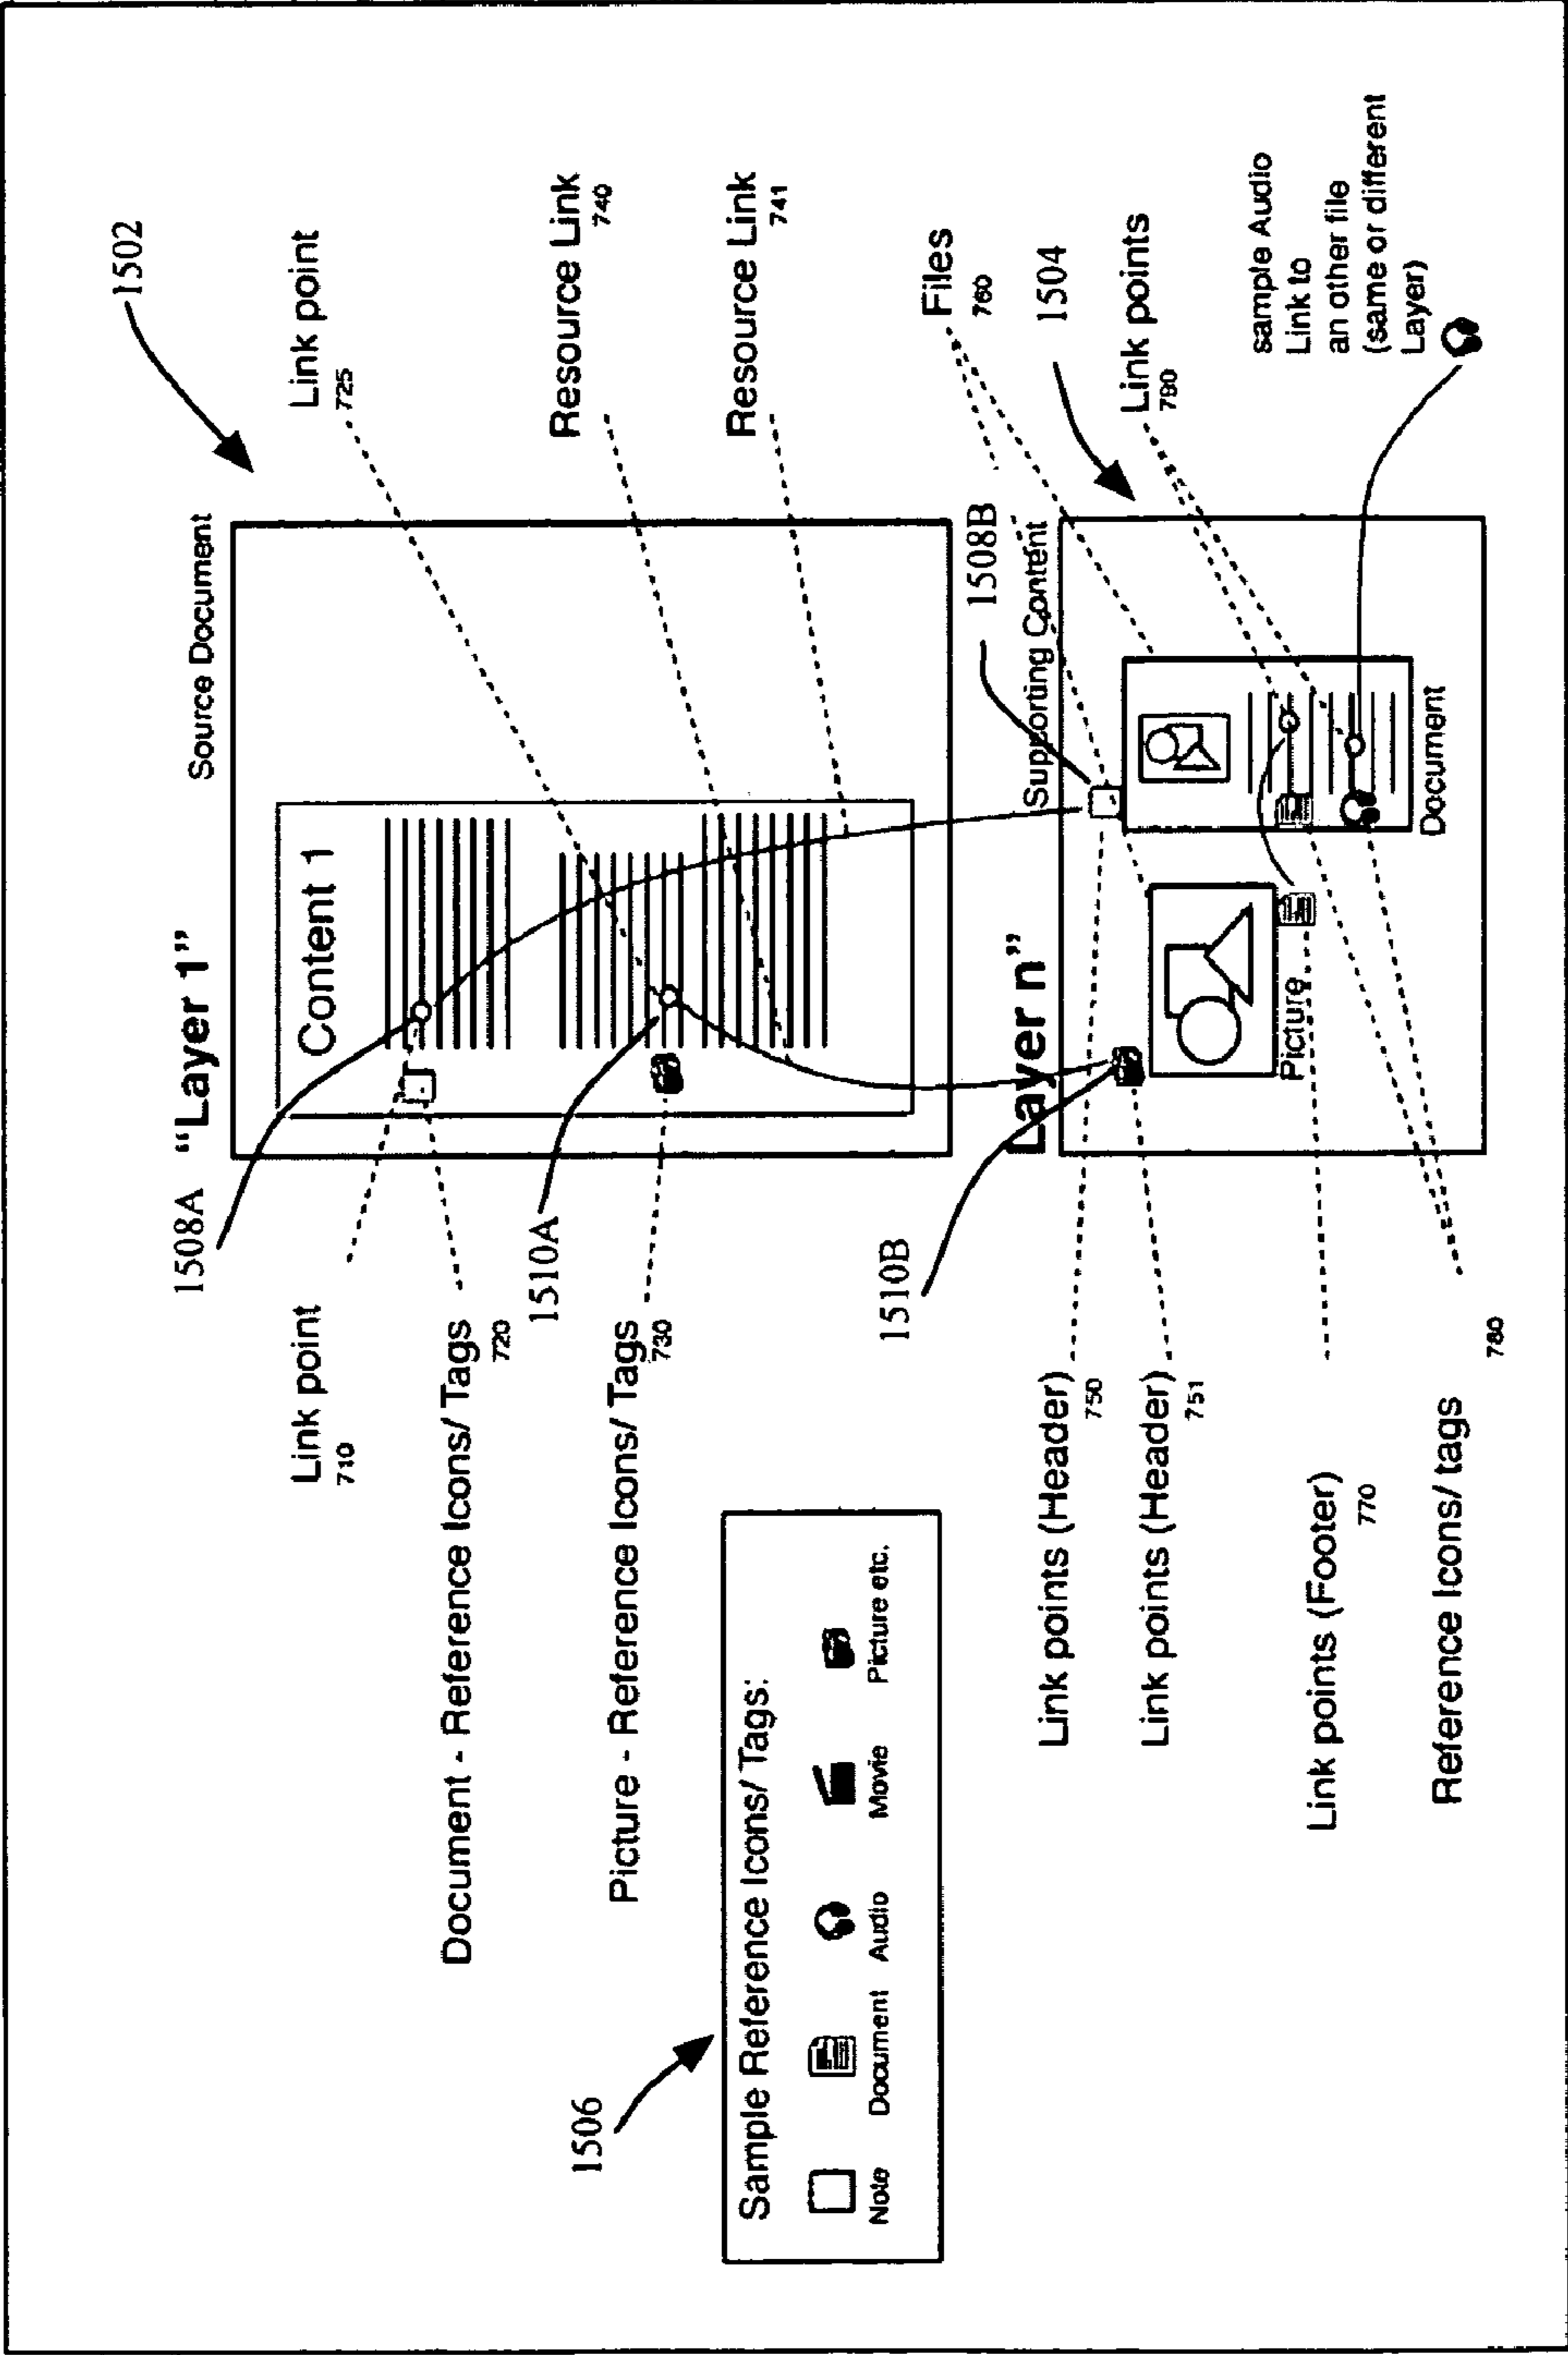 1502
"Layer 1"
Source Document
1508A
Link point
710
Link point
725
Content 1
Document - Reference Icons/ Tags
720
1510A
Resource Link
740
Picture - Reference Icons/ Tags
730
Resource Link
741
1506
Sample Reference Icons/ Tags:
Note
Document
Audio
Movie
Picture etc.
1510B
Files
760
1508B
1504
Layer n"
Supporting Content
Link points (Header)
750
Link points (Header)
751
Link points
790
Picture
Document
sample Audio
Link to
an other file
(same or different
Layer)
Link points (Footer)
770
Reference Icons/ tags
780